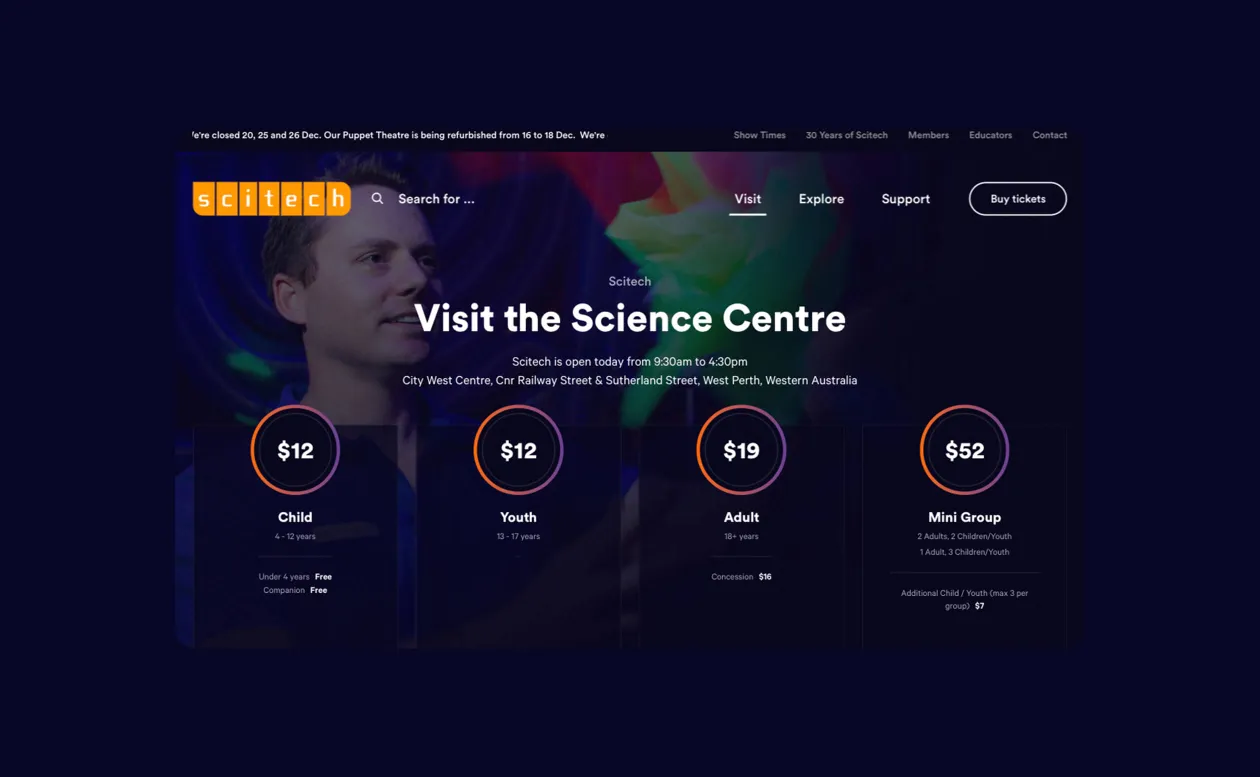 We're closed 20, 25 and 26 Dec. Our Puppet Theatre is being refurbished from 16 to 18 Dec. We're
Show Times 30 Years of Scitech Members Educators Contact
scitech
Search for ...
Visit Explore Support Buy tickets
Scitech
Visit the Science Centre
Scitech is open today from 9:30am to 4:30pm
City West Centre, Cnr Railway Street & Sutherland Street, West Perth, Western Australia
$12
Child
4 - 12 years
Under 4 years Free
Companion Free
$12
Youth
13 - 17 years
$19
Adult
18+ years
Concession $16
$52
Mini Group
2 Adults, 2 Children/Youth
1 Adult, 3 Children/Youth
Additional Child / Youth (max 3 per
group) $7